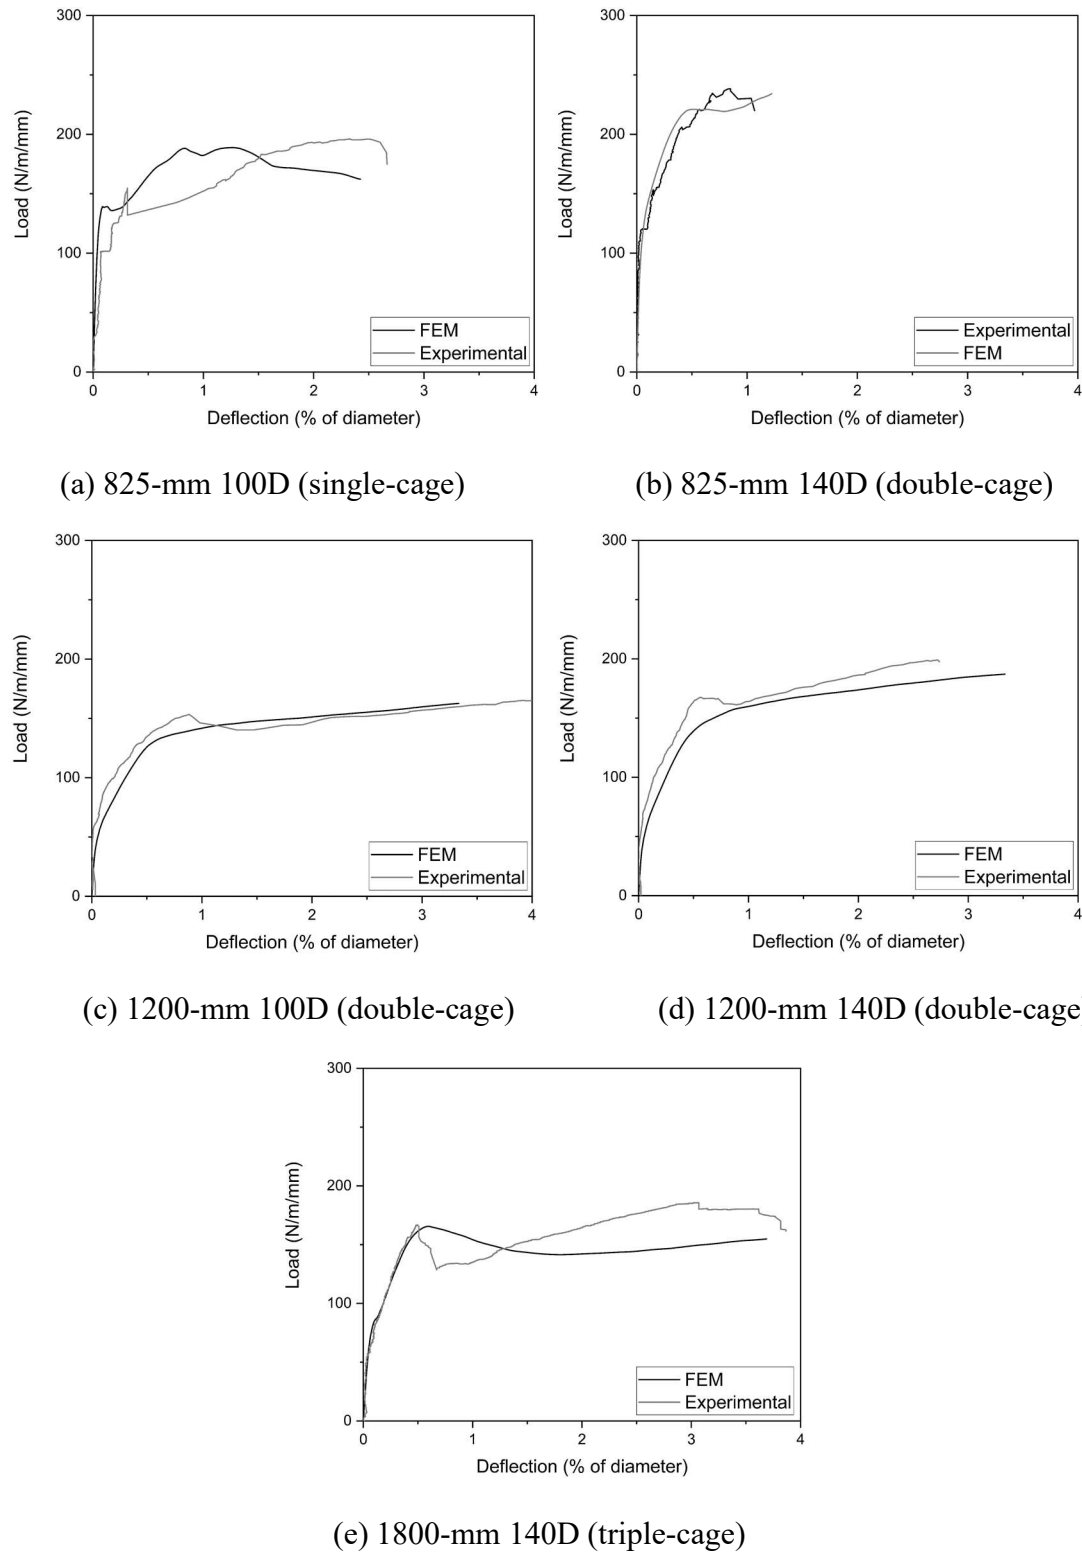 300
200
100
0
Load (N/m/mm)
FEM
Experimental
0 1 2 3 4
Deflection (% of diameter)
(a) 825-mm 100D (single-cage)
300
200
100
0
Load (N/m/mm)
Experimental
FEM
0 1 2 3 4
Deflection (% of diameter)
(b) 825-mm 140D (double-cage)
300
200
100
0
Load (N/m/mm)
FEM
Experimental
0 1 2 3 4
Deflection (% of diameter)
(c) 1200-mm 100D (double-cage)
300
200
100
0
Load (N/m/mm)
FEM
Experimental
0 1 2 3 4
Deflection (% of diameter)
(d) 1200-mm 140D (double-cage)
300
200
100
0
Load (N/m/mm)
FEM
Experimental
0 1 2 3 4
Deflection (% of diameter)
(e) 1800-mm 140D (triple-cage)